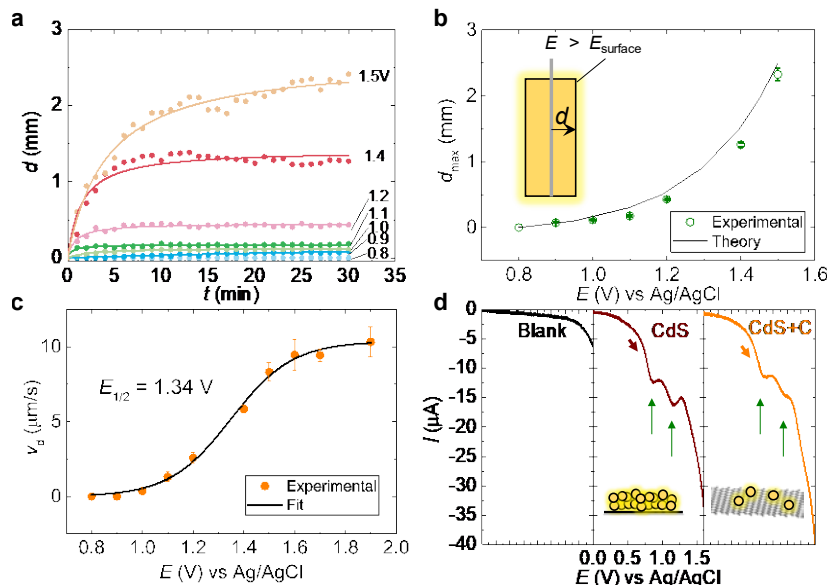 a
3
2
1
0
d (mm)
1.5V
1.4
1.2
1.1
1.0
0.9
0.8
0 5 10 15 20 25 30 35
t (min)
b
3
2
1
0
d_max (mm)
E > E_surface
d
Experimental
Theory
0.8 1.0 1.2 1.4 1.6
E (V) vs Ag/AgCl
c
10
5
0
v_d (μm/s)
E_1/2 = 1.34 V
Experimental
Fit
0.8 1.0 1.2 1.4 1.6 1.8 2.0
E (V) vs Ag/AgCl
d
0
-5
-10
-15
-20
-25
-30
-35
-40
I (μA)
Blank
CdS
CdS+C
0.0 0.5 1.0 1.5
E (V) vs Ag/AgCl